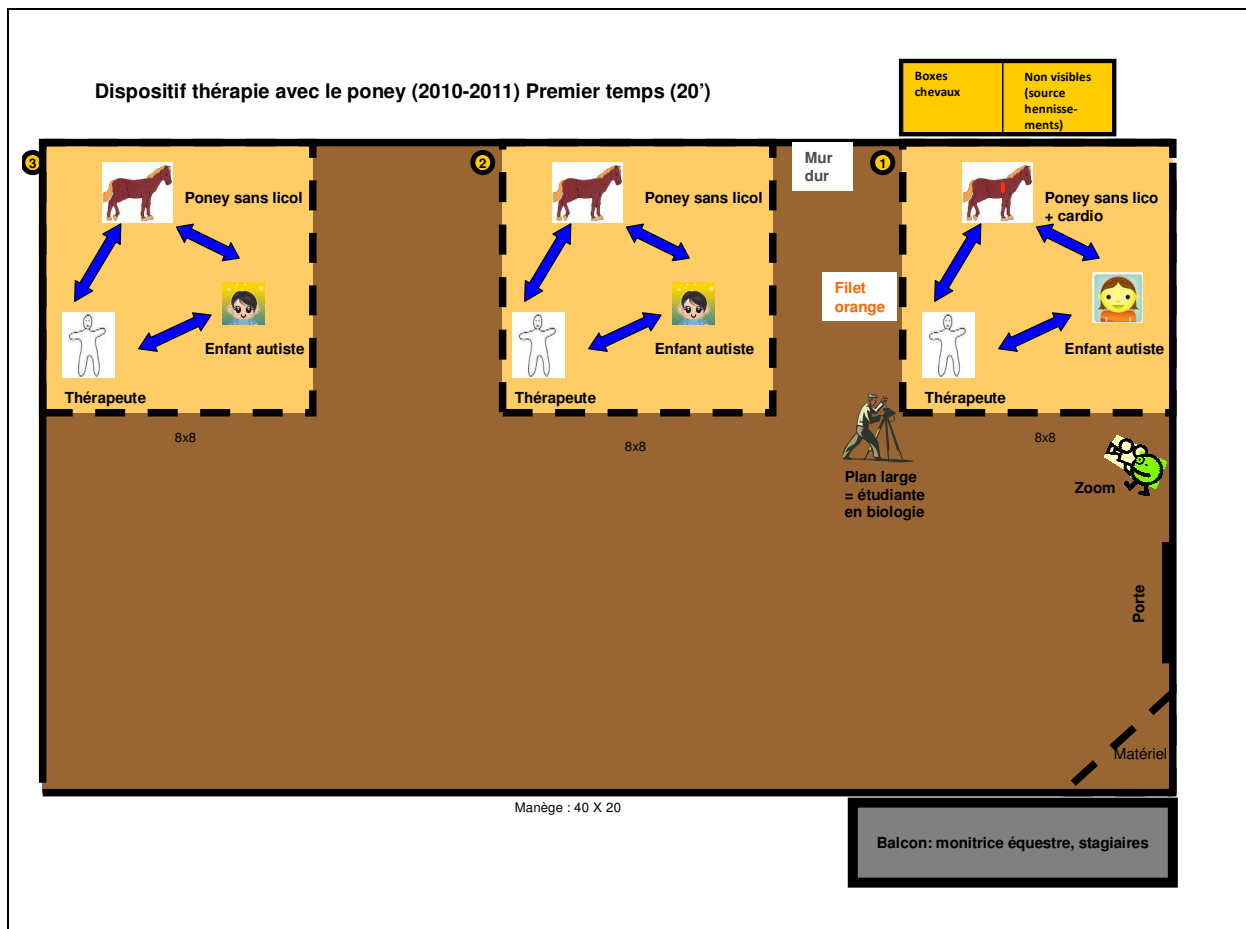 Dispositif thérapie avec le poney (2010-2011) Premier temps (20')
Boxes
chevaux
Non visibles
(source
hennisse-
ments)
3
Poney sans licol
Enfant autiste
Thérapeute
8x8
2
Poney sans licol
Enfant autiste
Thérapeute
8x8
Mur
dur
Filet
orange
1
Poney sans lico
+ cardio
Enfant autiste
Thérapeute
8x8
Plan large
= étudiante
en biologie
Zoom
Porte
Matériel
Manège : 40 X 20
Balcon: monitrice équestre, stagiaires